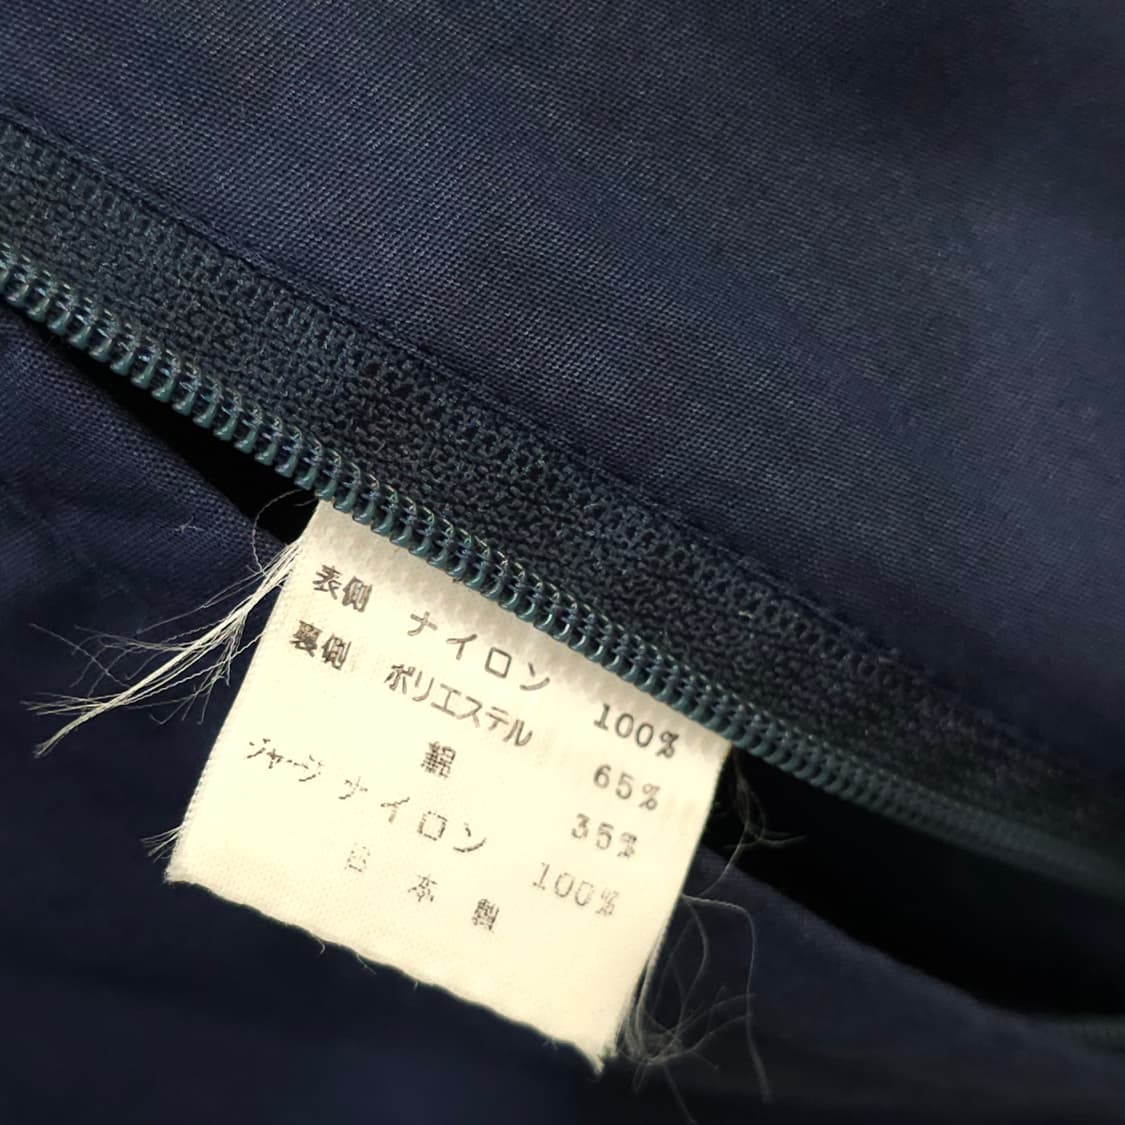 表側 ナイロン 100%
裏側 ポリエステル 65%
綿 35%
ジャージ ナイロン 100%
日本製